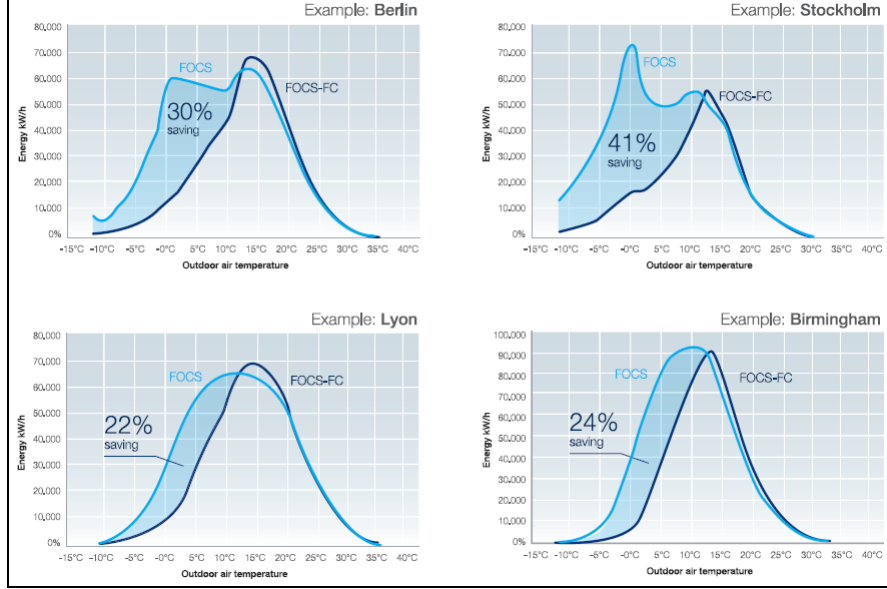 Example: Berlin
80,000
70,000
60,000
50,000
40,000
30,000
20,000
10,000
0%
Energy kW/h
FOCS
FOCS-FC
30%
saving
-15°C -10°C -5°C -0°C 5°C 10°C 15°C 20°C 25°C 30°C 35°C 40°C
Outdoor air temperature
Example: Stockholm
80,000
70,000
60,000
50,000
40,000
30,000
20,000
10,000
0%
Energy kW/h
FOCS
FOCS-FC
41%
saving
-15°C -10°C -5°C -0°C 5°C 10°C 15°C 20°C 25°C 30°C 35°C 40°C
Outdoor air temperature
Example: Lyon
80,000
70,000
60,000
50,000
40,000
30,000
20,000
10,000
0%
Energy kW/h
FOCS
FOCS-FC
22%
saving
-15°C -10°C -5°C -0°C 5°C 10°C 15°C 20°C 25°C 30°C 35°C 40°C
Outdoor air temperature
Example: Birmingham
100,000
90,000
80,000
70,000
60,000
50,000
40,000
30,000
20,000
10,000
0%
Energy kW/h
FOCS
FOCS-FC
24%
saving
-15°C -10°C -5°C -0°C 5°C 10°C 15°C 20°C 25°C 30°C 35°C 40°C
Outdoor air temperature